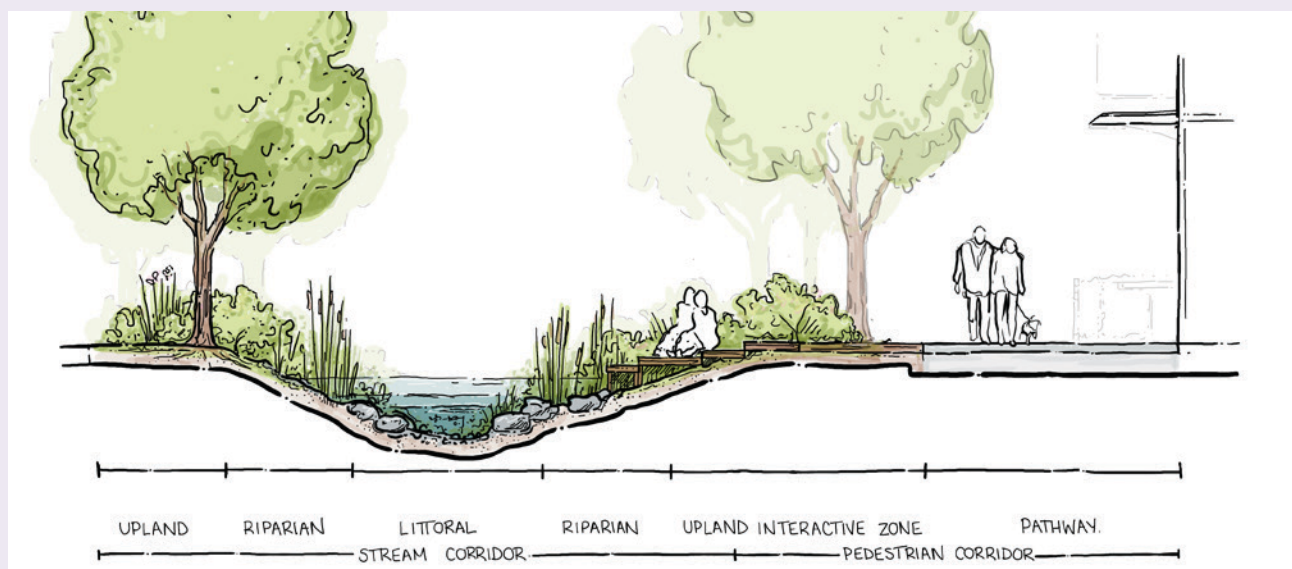 UPLAND RIPARIAN LITTORAL RIPARIAN UPLAND INTERACTIVE ZONE PATHWAY.
STREAM CORRIDOR PEDESTRIAN CORRIDOR